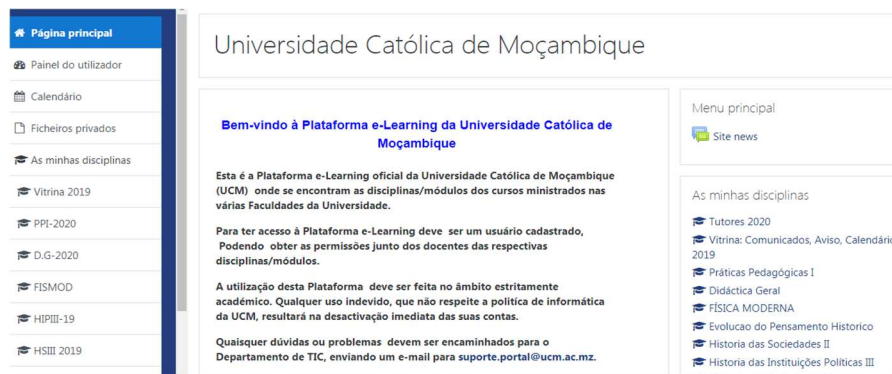 Página principal
Painel do utilizador
Calendário
Ficheiros privados
As minhas disciplinas
Vitrina 2019
PPI-2020
D.G-2020
FISMOD
HIPIII-19
HSIII 2019
Universidade Católica de Moçambique
Bem-vindo à Plataforma e-Learning da Universidade Católica de
Moçambique
Esta é a Plataforma e-Learning oficial da Universidade Católica de Moçambique
(UCM) onde se encontram as disciplinas/módulos dos cursos ministrados nas
várias Faculdades da Universidade.
Para ter acesso à Plataforma e-Learning deve ser um usuário cadastrado,
Podendo obter as permissões junto dos docentes das respectivas
disciplinas/módulos.
A utilização desta Plataforma deve ser feita no âmbito estritamente
académico. Qualquer uso indevido, que não respeite a política de informática
da UCM, resultará na desactivação imediata das suas contas.
Quaisquer dúvidas ou problemas devem ser encaminhados para o
Departamento de TIC, enviando um e-mail para suporte.portal@ucm.ac.mz.
Menu principal
Site news
As minhas disciplinas
Tutores 2020
Vitrina: Comunicados, Aviso, Calendário
2019
Práticas Pedagógicas I
Didáctica Geral
FÍSICA MODERNA
Evolucao do Pensamento Historico
Historia das Sociedades II
Historia das Instituições Políticas III